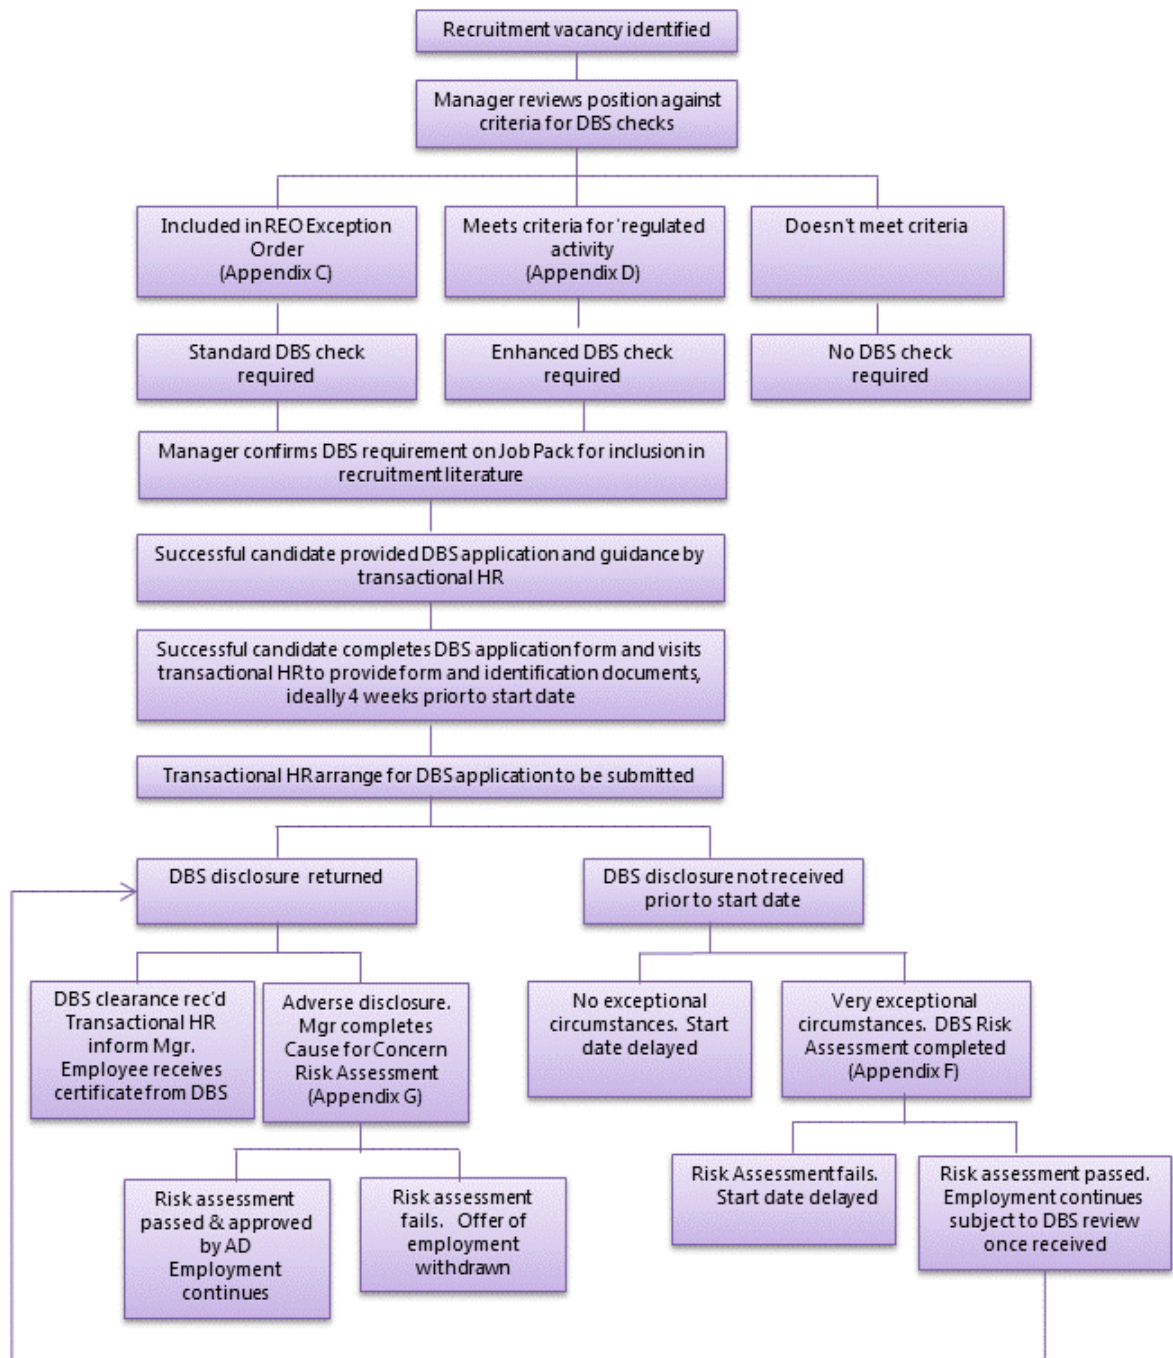 Recruitment vacancy identified
Manager reviews position against
criteria for DBS checks
Included in REO Exception
Order
(Appendix C)
Meets criteria for 'regulated
activity
(Appendix D)
Doesn't meet criteria
Standard DBS check
required
Enhanced DBS check
required
No DBS check
required
Manager confirms DBS requirement on Job Pack for inclusion in
recruitment literature
Successful candidate provided DBS application and guidance by
transactional HR
Successful candidate completes DBS application form and visits
transactional HR to provide form and identification documents,
ideally 4 weeks prior to start date
Transactional HR arrange for DBS application to be submitted
DBS disclosure returned
DBS disclosure not received
prior to start date
DBS clearance rec'd
Transactional HR
inform Mgr.
Employee receives
certificate from DBS
Adverse disclosure.
Mgr completes
Cause for Concern
Risk Assessment
(Appendix G)
No exceptional
circumstances. Start
date delayed
Very exceptional
circumstances. DBS Risk
Assessment completed
(Appendix F)
Risk assessment
passed & approved
by AD
Employment
continues
Risk assessment
fails. Offer of
employment
withdrawn
Risk Assessment fails.
Start date delayed
Risk assessment passed.
Employment continues
subject to DBS review
once received